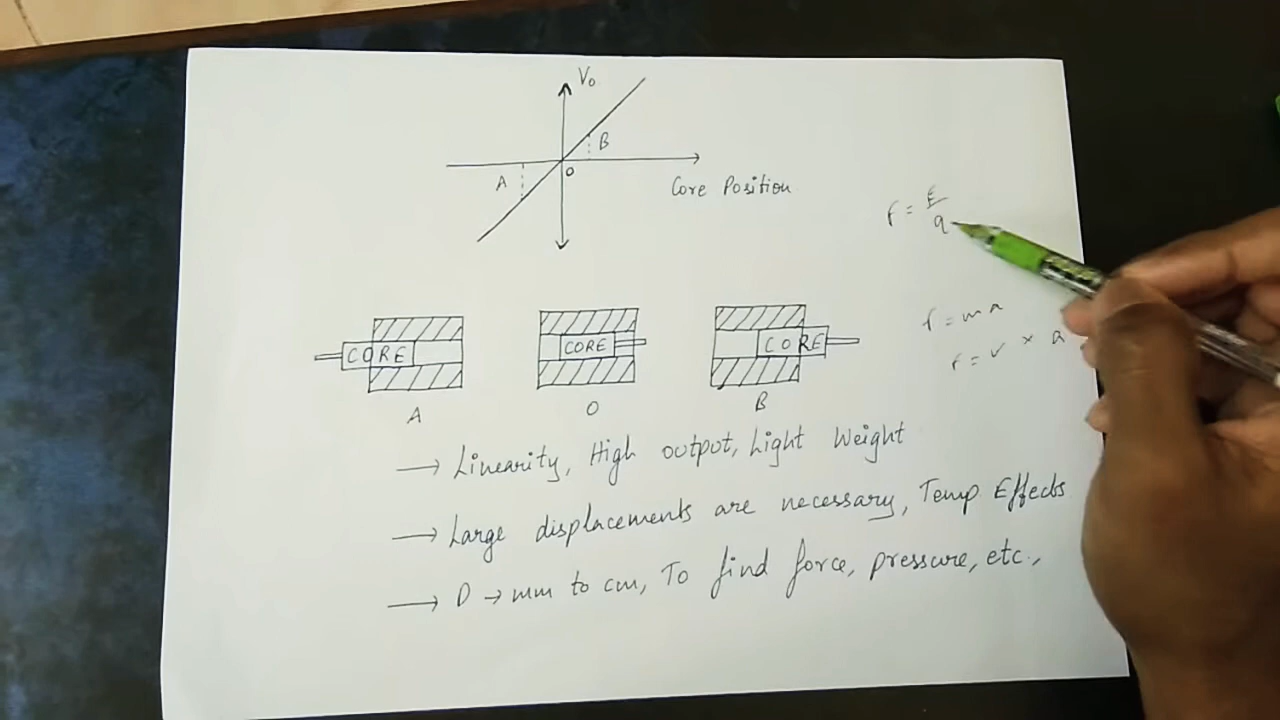 V₀
B
A
O
Core Position
F = E/q
F = ma
F = v × a
CORE
CORE
CORE
A
O
B
→ Linearity, High output, Light Weight
→ Large displacements are necessary, Temp Effects
→ D → mm to cm, To find force, pressure, etc.,